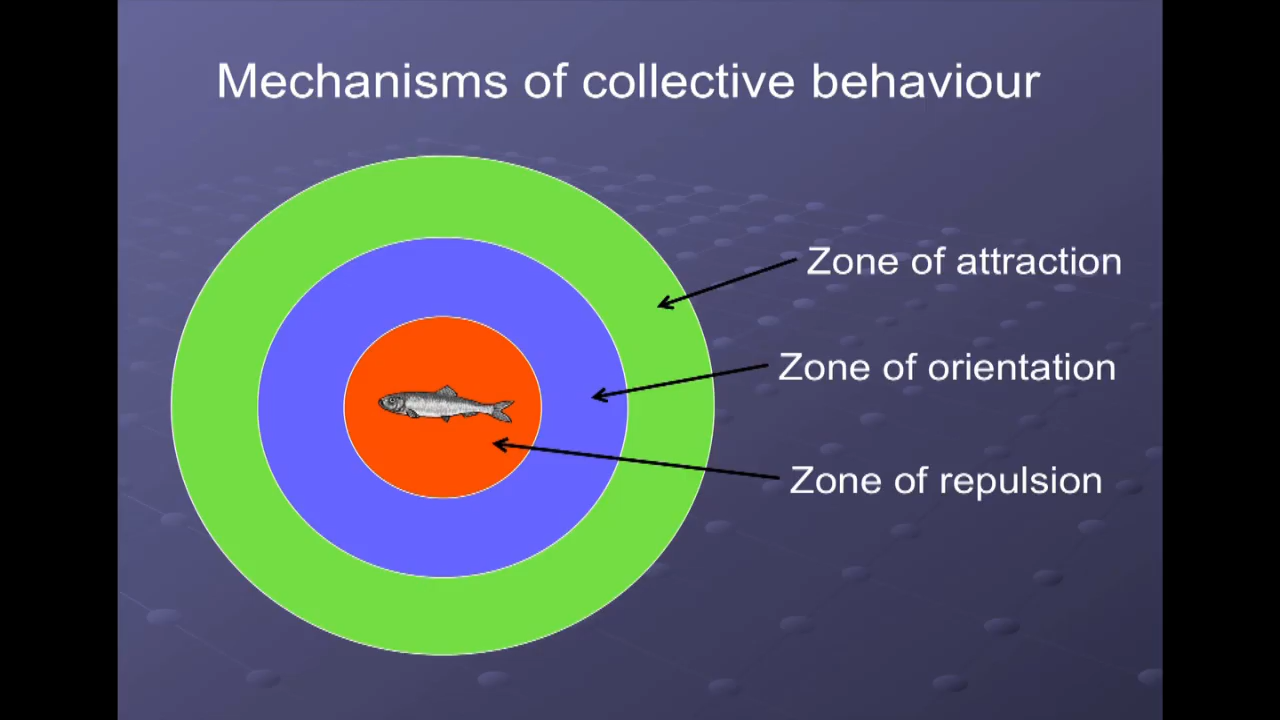 Mechanisms of collective behaviour
Zone of attraction
Zone of orientation
Zone of repulsion